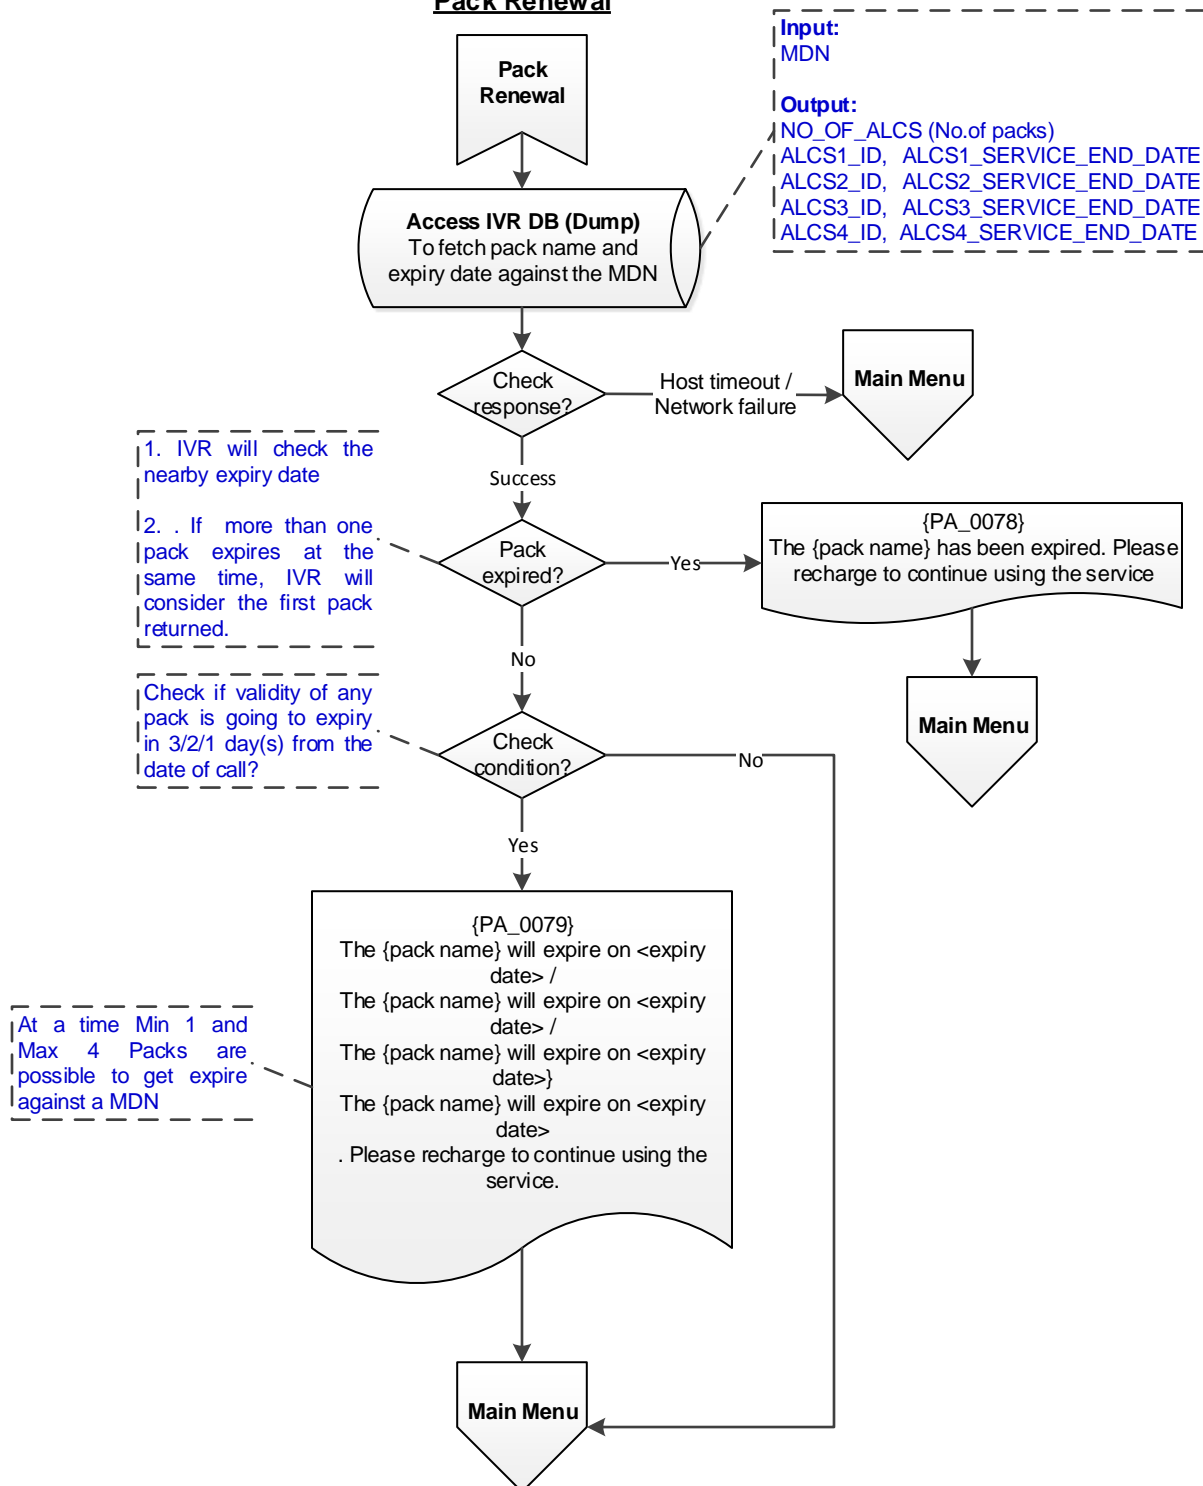 Pack Renewal
Input:
MDN
Output:
NO_OF_ALCS (No.of packs)
ALCS1_ID, ALCS1_SERVICE_END_DATE
ALCS2_ID, ALCS2_SERVICE_END_DATE
ALCS3_ID, ALCS3_SERVICE_END_DATE
ALCS4_ID, ALCS4_SERVICE_END_DATE
Pack
Renewal
Access IVR DB (Dump)
To fetch pack name and
expiry date against the MDN
Check
response?
Host timeout /
Network failure
Main Menu
Success
1. IVR will check the
nearby expiry date
2. . If more than one
pack expires at the
same time, IVR will
consider the first pack
returned.
Pack
expired?
Yes
{PA_0078}
The {pack name} has been expired. Please
recharge to continue using the service
Main Menu
No
Check if validity of any
pack is going to expiry
in 3/2/1 day(s) from the
date of call?
Check
condition?
No
Yes
{PA_0079}
The {pack name} will expire on <expiry
date> /
The {pack name} will expire on <expiry
date> /
The {pack name} will expire on <expiry
date>}
The {pack name} will expire on <expiry
date>
. Please recharge to continue using the
service.
At a time Min 1 and
Max 4 Packs are
possible to get expire
against a MDN
Main Menu